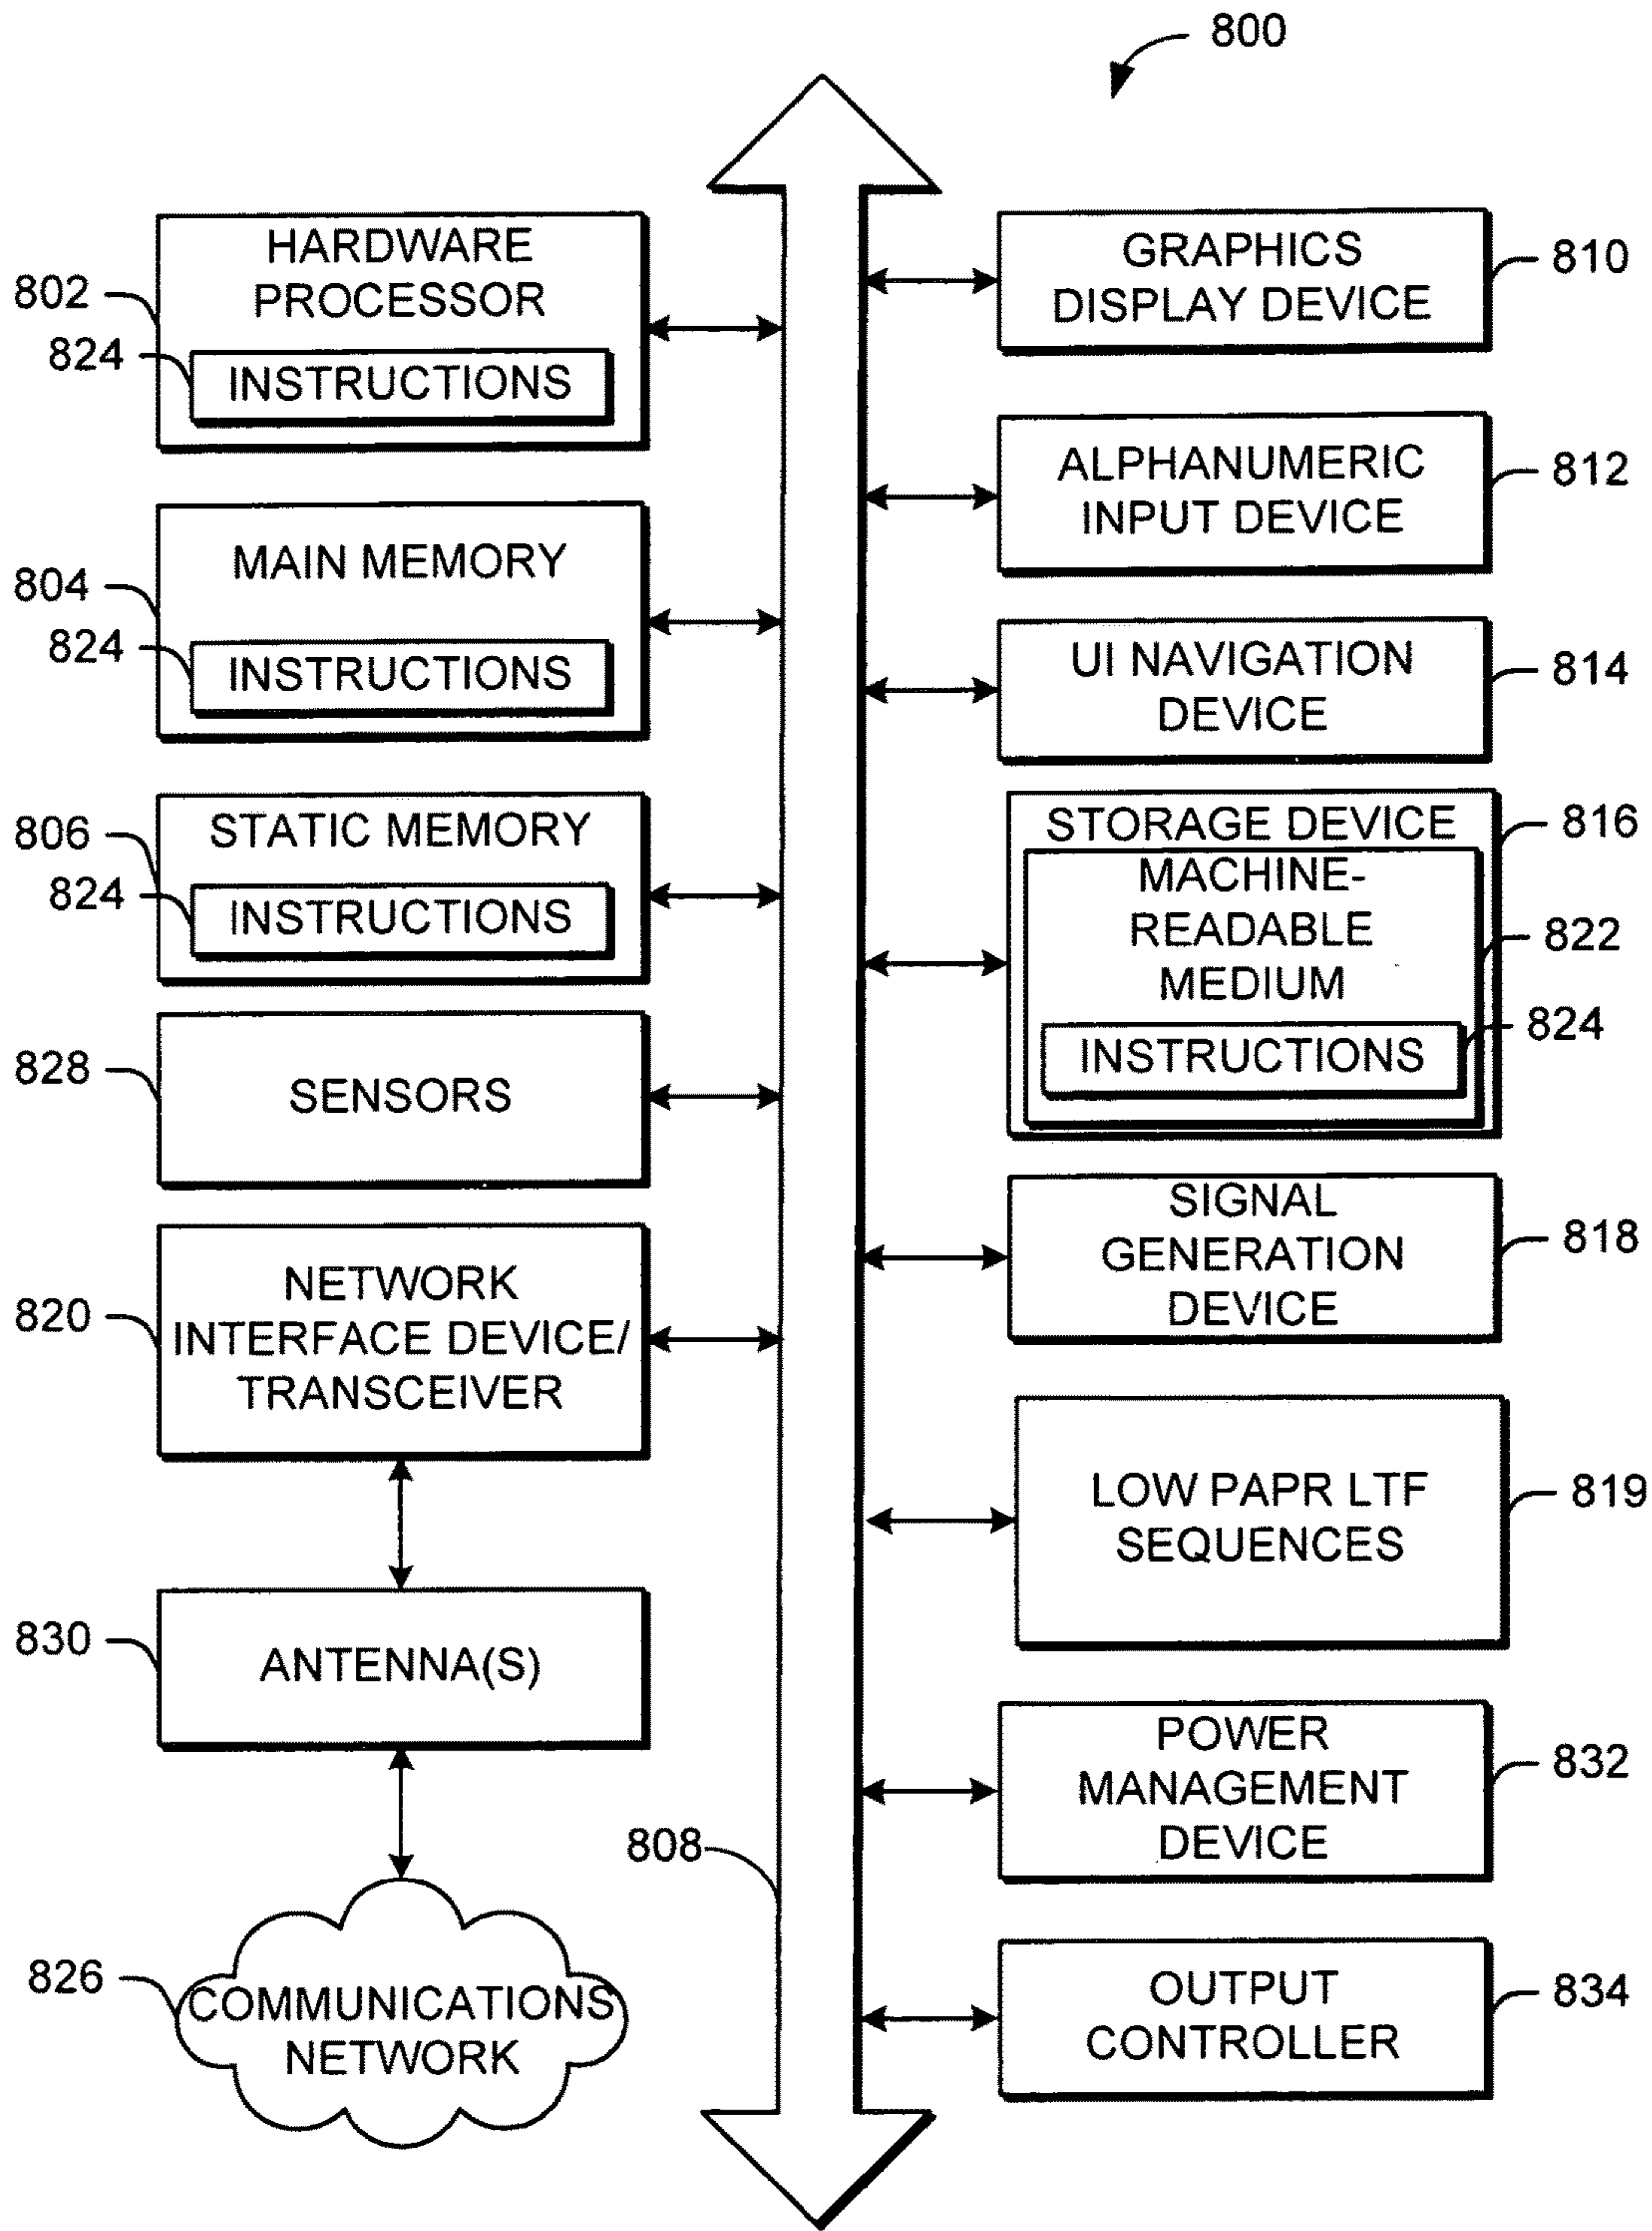 800
HARDWARE
PROCESSOR
802
824
INSTRUCTIONS
MAIN MEMORY
804
824
INSTRUCTIONS
STATIC MEMORY
806
824
INSTRUCTIONS
828
SENSORS
NETWORK
820
INTERFACE DEVICE/
TRANSCEIVER
830
ANTENNA(S)
808
826
COMMUNICATIONS
NETWORK
GRAPHICS
DISPLAY DEVICE
810
ALPHANUMERIC
INPUT DEVICE
812
UI NAVIGATION
DEVICE
814
STORAGE DEVICE
816
MACHINE-
READABLE
MEDIUM
822
824
INSTRUCTIONS
SIGNAL
GENERATION
DEVICE
818
LOW PAPR LTF
SEQUENCES
819
POWER
MANAGEMENT
DEVICE
832
OUTPUT
CONTROLLER
834